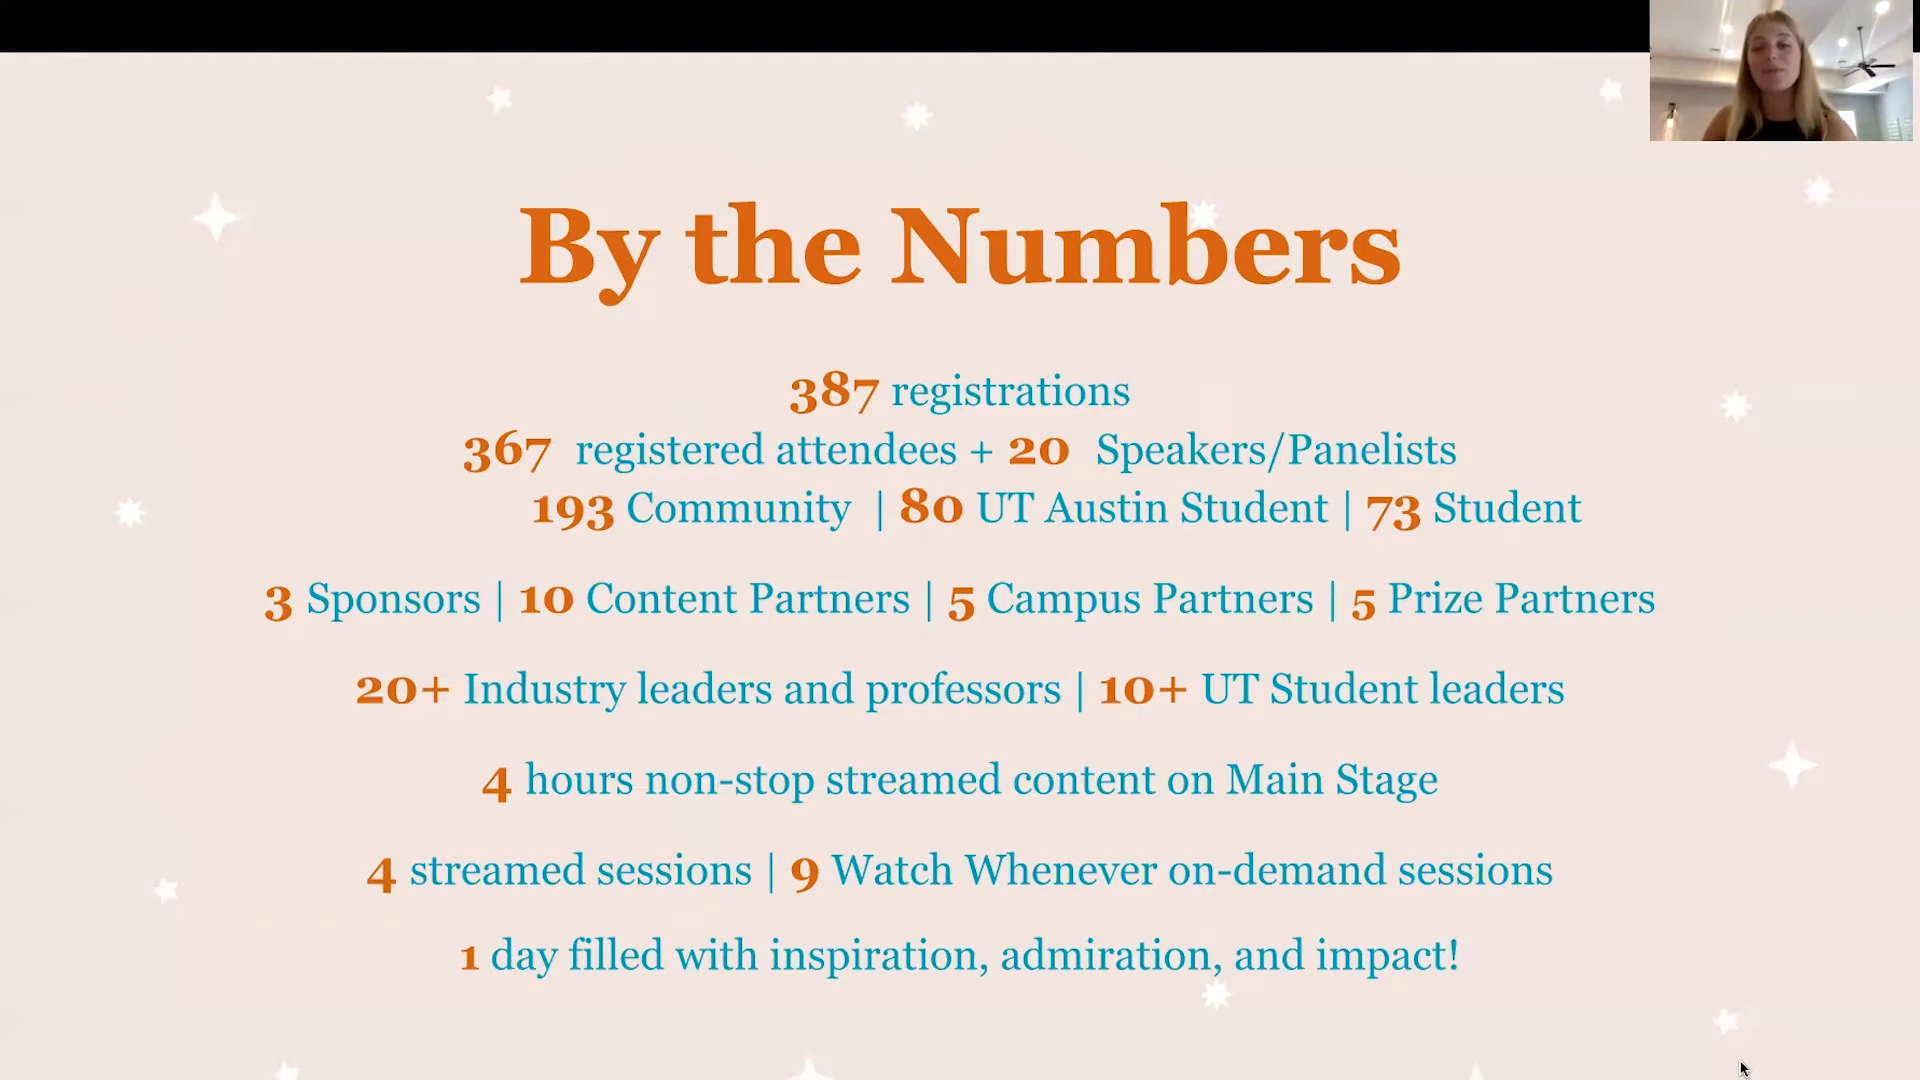 By the Numbers
387 registrations
367 registered attendees + 20 Speakers/Panelists
193 Community | 80 UT Austin Student | 73 Student
3 Sponsors | 10 Content Partners | 5 Campus Partners | 5 Prize Partners
20+ Industry leaders and professors | 10+ UT Student leaders
4 hours non-stop streamed content on Main Stage
4 streamed sessions | 9 Watch Whenever on-demand sessions
1 day filled with inspiration, admiration, and impact!